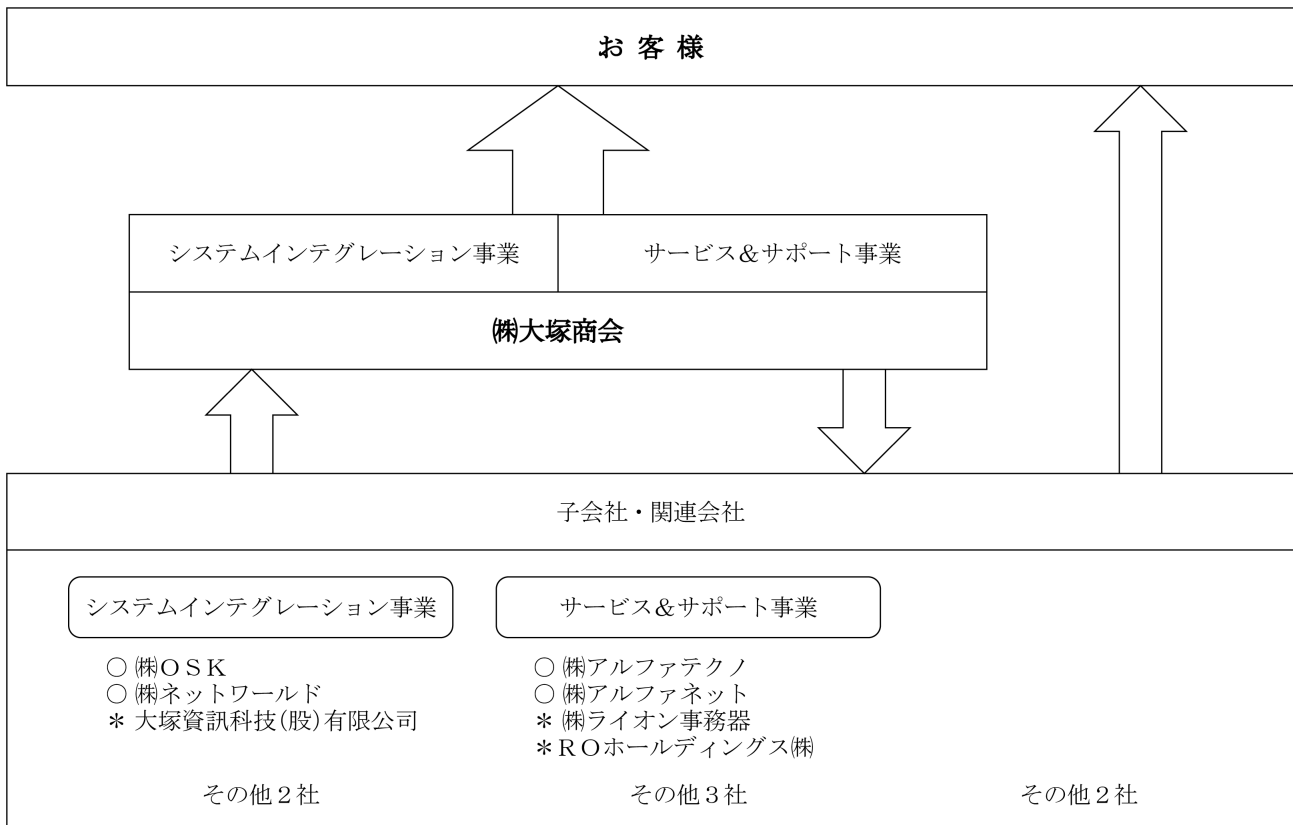 お 客 様
システムインテグレーション事業
サービス&サポート事業
㈱大塚商会
子会社・関連会社
システムインテグレーション事業
○ ㈱ＯＳＫ
○ ㈱ネットワールド
＊ 大塚資訊科技(股)有限公司
その他２社
サービス&サポート事業
○ ㈱アルファテクノ
○ ㈱アルファネット
＊ ㈱ライオン事務器
＊ＲＯホールディングス㈱
その他３社
その他２社